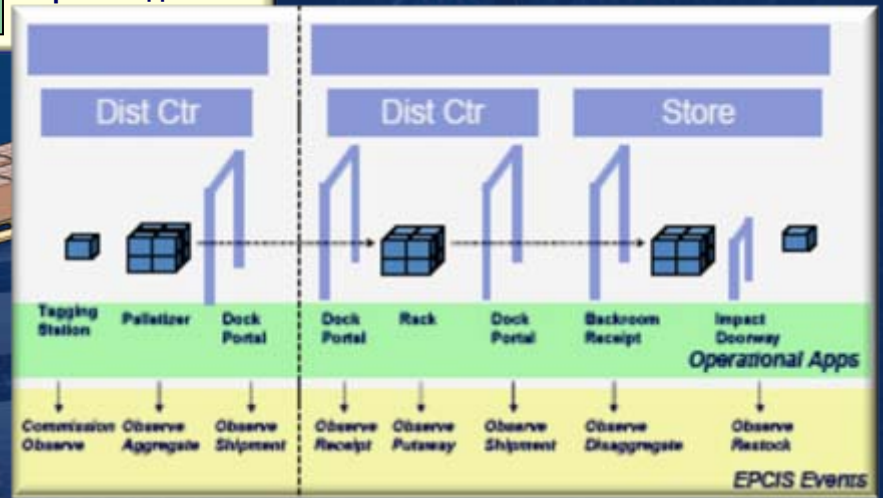 Dist Ctr
Dist Ctr
Store
Tagging Station
Palletizer
Dock Portal
Dock Portal
Rack
Dock Portal
Backroom Receipt
Impact Doorway
Operational Apps
Commission Observe
Observe Aggregate
Observe Shipment
Observe Receipt
Observe Putaway
Observe Shipment
Observe Disaggregate
Observe Restock
EPCIS Events